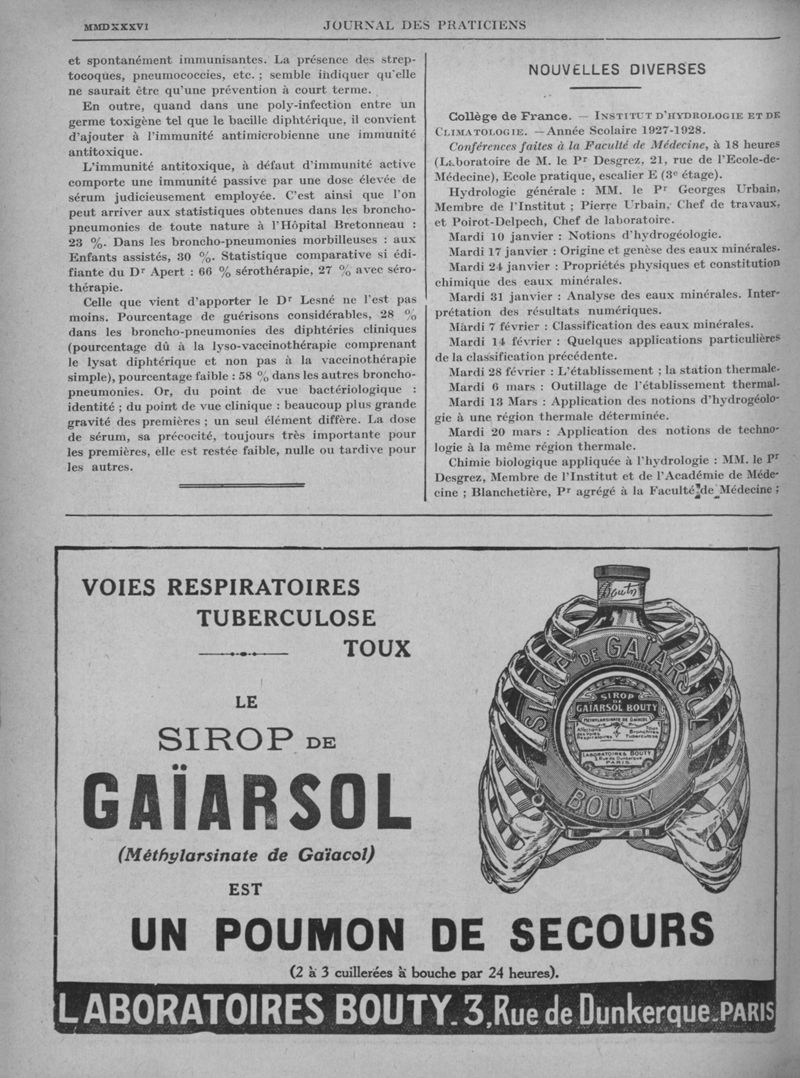 MMDXXXVI
JOURNAL DES PRATICIENS
et spontanément immunisantes. La présence des strep-
tocoques, pneumococcies, etc. ; semble indiquer qu'elle
ne saurait être qu'une prévention à court terme.
En outre, quand dans une poly-infection entre un
germe toxigène tel que le bacille diphtérique, il convient
d'ajouter à l'immunité antimicrobienne une immunité
antitoxique.
L'immunité antitoxique, à défaut d'immunité active
comporte une immunité passive par une dose élevée de
sérum judicieusement employée. C'est ainsi que l'on
peut arriver aux statistiques obtenues dans les broncho-
pneumonies de toute nature à l'Hôpital Bretonneau :
23 %. Dans les broncho-pneumonies morbilleuses : aux
Enfants assistés, 30 %. Statistique comparative si édi-
fiante du Dr Apert : 66 % sérothérapie, 27 % avec séro-
thérapie.
Celle que vient d'apporter le Dr Lesné ne l'est pas
moins. Pourcentage de guérisons considérables, 28 %
dans les broncho-pneumonies des diphtéries cliniques
(pourcentage dû à la lyso-vaccinothérapie comprenant
le lysat diphtérique et non pas à la vaccinothérapie
simple), pourcentage faible : 58 % dans les autres broncho-
pneumonies. Or, du point de vue bactériologique :
identité ; du point de vue clinique : beaucoup plus grande
gravité des premières ; un seul élément diffère. La dose
de sérum, sa précocité, toujours très importante pour
les premières, elle est restée faible, nulle ou tardive pour
les autres.
NOUVELLES DIVERSES
Collège de France. — INSTITUT D'HYDROLOGIE ET DE
CLIMATOLOGIE. — Année Scolaire 1927-1928.
Conférences faites à la Faculté de Médecine, à 18 heures
(Laboratoire de M. le Pr Desgrez, 21, rue de l'Ecole-de-
Médecine), Ecole pratique, escalier E (3e étage).
Hydrologie générale : MM. le Pr Georges Urbain,
Membre de l'Institut ; Pierre Urbain, Chef de travaux,
et Poirot-Delpech, Chef de laboratoire.
Mardi 10 janvier : Notions d'hydrogéologie.
Mardi 17 janvier : Origine et genèse des eaux minérales.
Mardi 24 janvier : Propriétés physiques et constitution
chimique des eaux minérales.
Mardi 31 janvier : Analyse des eaux minérales. Inter-
prétation des résultats numériques.
Mardi 7 février : Classification des eaux minérales.
Mardi 14 février : Quelques applications particulières
de la classification précédente.
Mardi 28 février : L'établissement ; la station thermale.
Mardi 6 mars : Outillage de l'établissement thermal.
Mardi 13 Mars : Application des notions d'hydrogéolo-
gie à une région thermale déterminée.
Mardi 20 mars : Application des notions de techno-
logie à la même région thermale.
Chimie biologique appliquée à l'hydrologie : MM. le Pr
Desgrez, Membre de l'Institut et de l'Académie de Méde-
cine ; Blanchetière, Pr agrégé à la Faculté de Médecine ;
VOIES RESPIRATOIRES
TUBERCULOSE
TOUX
LE
SIROP DE
GAÏARSOL
(Méthylarsinate de Gaïacol)
EST
UN POUMON DE SECOURS
(2 à 3 cuillerées à bouche par 24 heures).
LABORATOIRES BOUTY. 3, Rue de Dunkerque. PARIS
Bouty
SIROP DE GAÏARSOL
BOUTY
SIROP
DE
GAÏARSOL BOUTY
MÉTHYLARSINATE DE GAÏACOL
Affections Toux
des voies Bronchites
Respiratoires Tuberculose
LABORATOIRES BOUTY
3 Rue de Dunkerque
PARIS